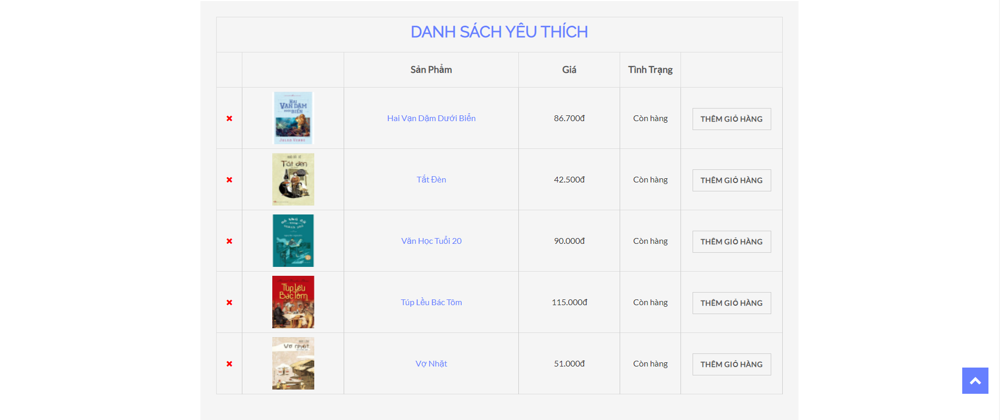 DANH SÁCH YÊU THÍCH
Sản Phẩm Giá Tình Trạng
HAI
VẠN DẶM
DƯỚI BIỂN
JULES VERNE
Hai Vạn Dặm Dưới Biển 86.700đ Còn hàng THÊM GIỎ HÀNG
Tắt đèn
Tắt Đèn 42.500đ Còn hàng THÊM GIỎ HÀNG
Văn Học Tuổi 20 90.000đ Còn hàng THÊM GIỎ HÀNG
Túp Lều
Bác Tôm
Túp Lều Bác Tôm 115.000đ Còn hàng THÊM GIỎ HÀNG
Vợ nhặt
Vợ Nhặt 51.000đ Còn hàng THÊM GIỎ HÀNG